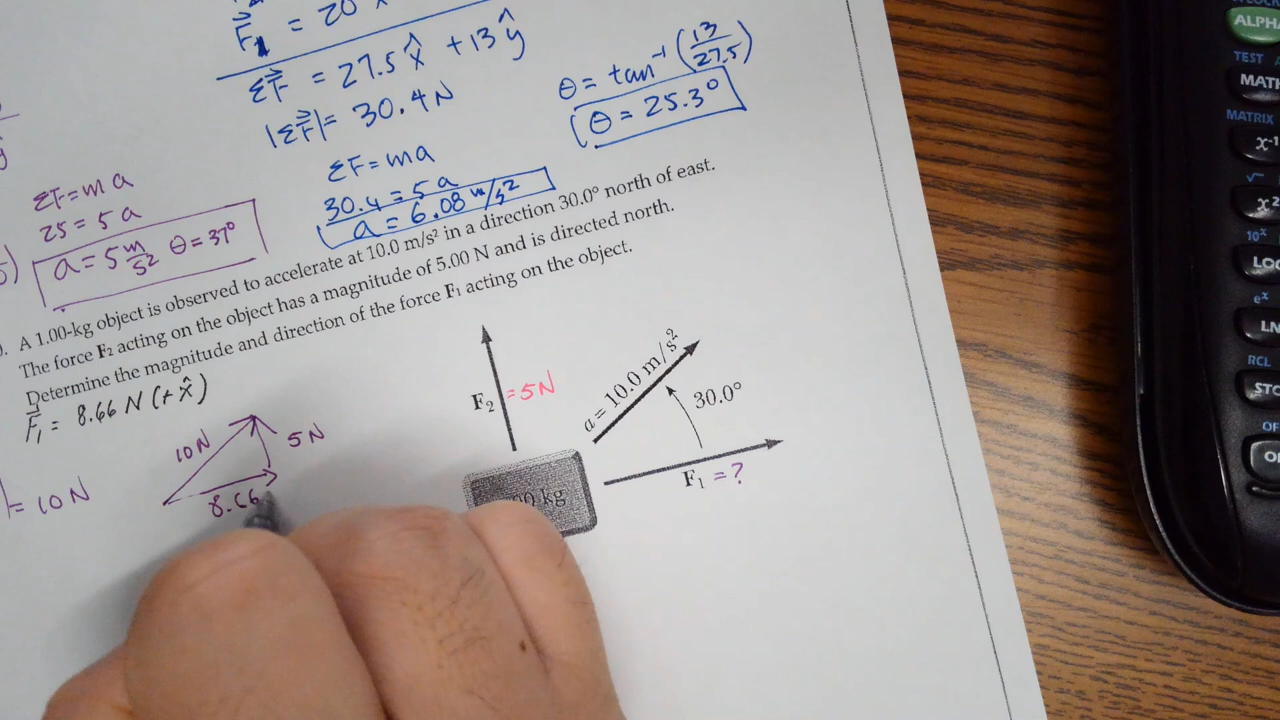 F₁ = 20
ΣF = 27.5 x̂ + 13 ŷ
|ΣF| = 30.4 N
θ = tan⁻¹ (13/27.5)
θ = 25.3°
ΣF = ma
30.4 = 5a
a = 6.08 m/s²
ΣF = ma
25 = 5a
a = 5 m/s² θ = 37°
A 1.00-kg object is observed to accelerate at 10.0 m/s² in a direction 30.0° north of east.
The force F₂ acting on the object has a magnitude of 5.00 N and is directed north.
Determine the magnitude and direction of the force F₁ acting on the object.
F₁ = 8.66 N (+x̂)
10N
5N
8.66
= 10N
F₂ = 5N
a = 10.0 m/s²
30.0°
F₁ = ?
kg
ALPHA
TEST
MATH
MATRIX
x⁻¹
√
x²
10ˣ
LOG
eˣ
LN
RCL
STO
OF